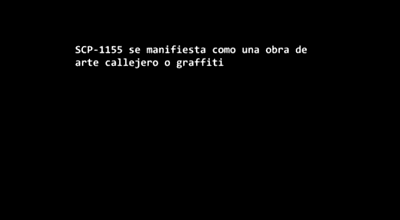 SCP-1155 se manifiesta como una obra de
arte callejero o graffiti